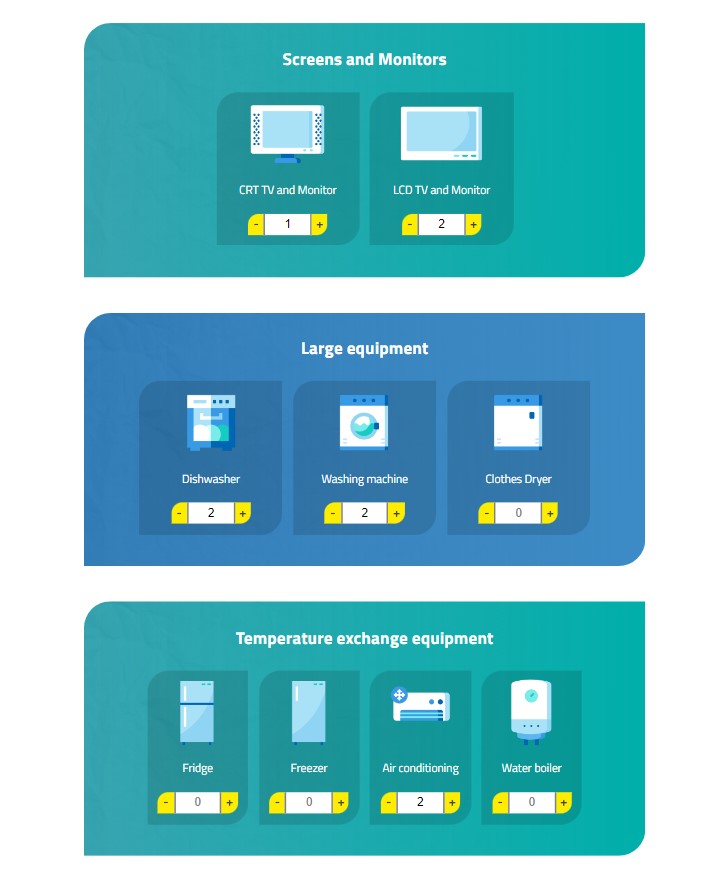 Screens and Monitors
CRT TV and Monitor LCD TV and Monitor
- 1 + - 2 +
Large equipment
Dishwasher Washing machine Clothes Dryer
- 2 + - 2 + - 0 +
Temperature exchange equipment
Fridge Freezer Air conditioning Water boiler
- 0 + - 0 + - 2 + - 0 +